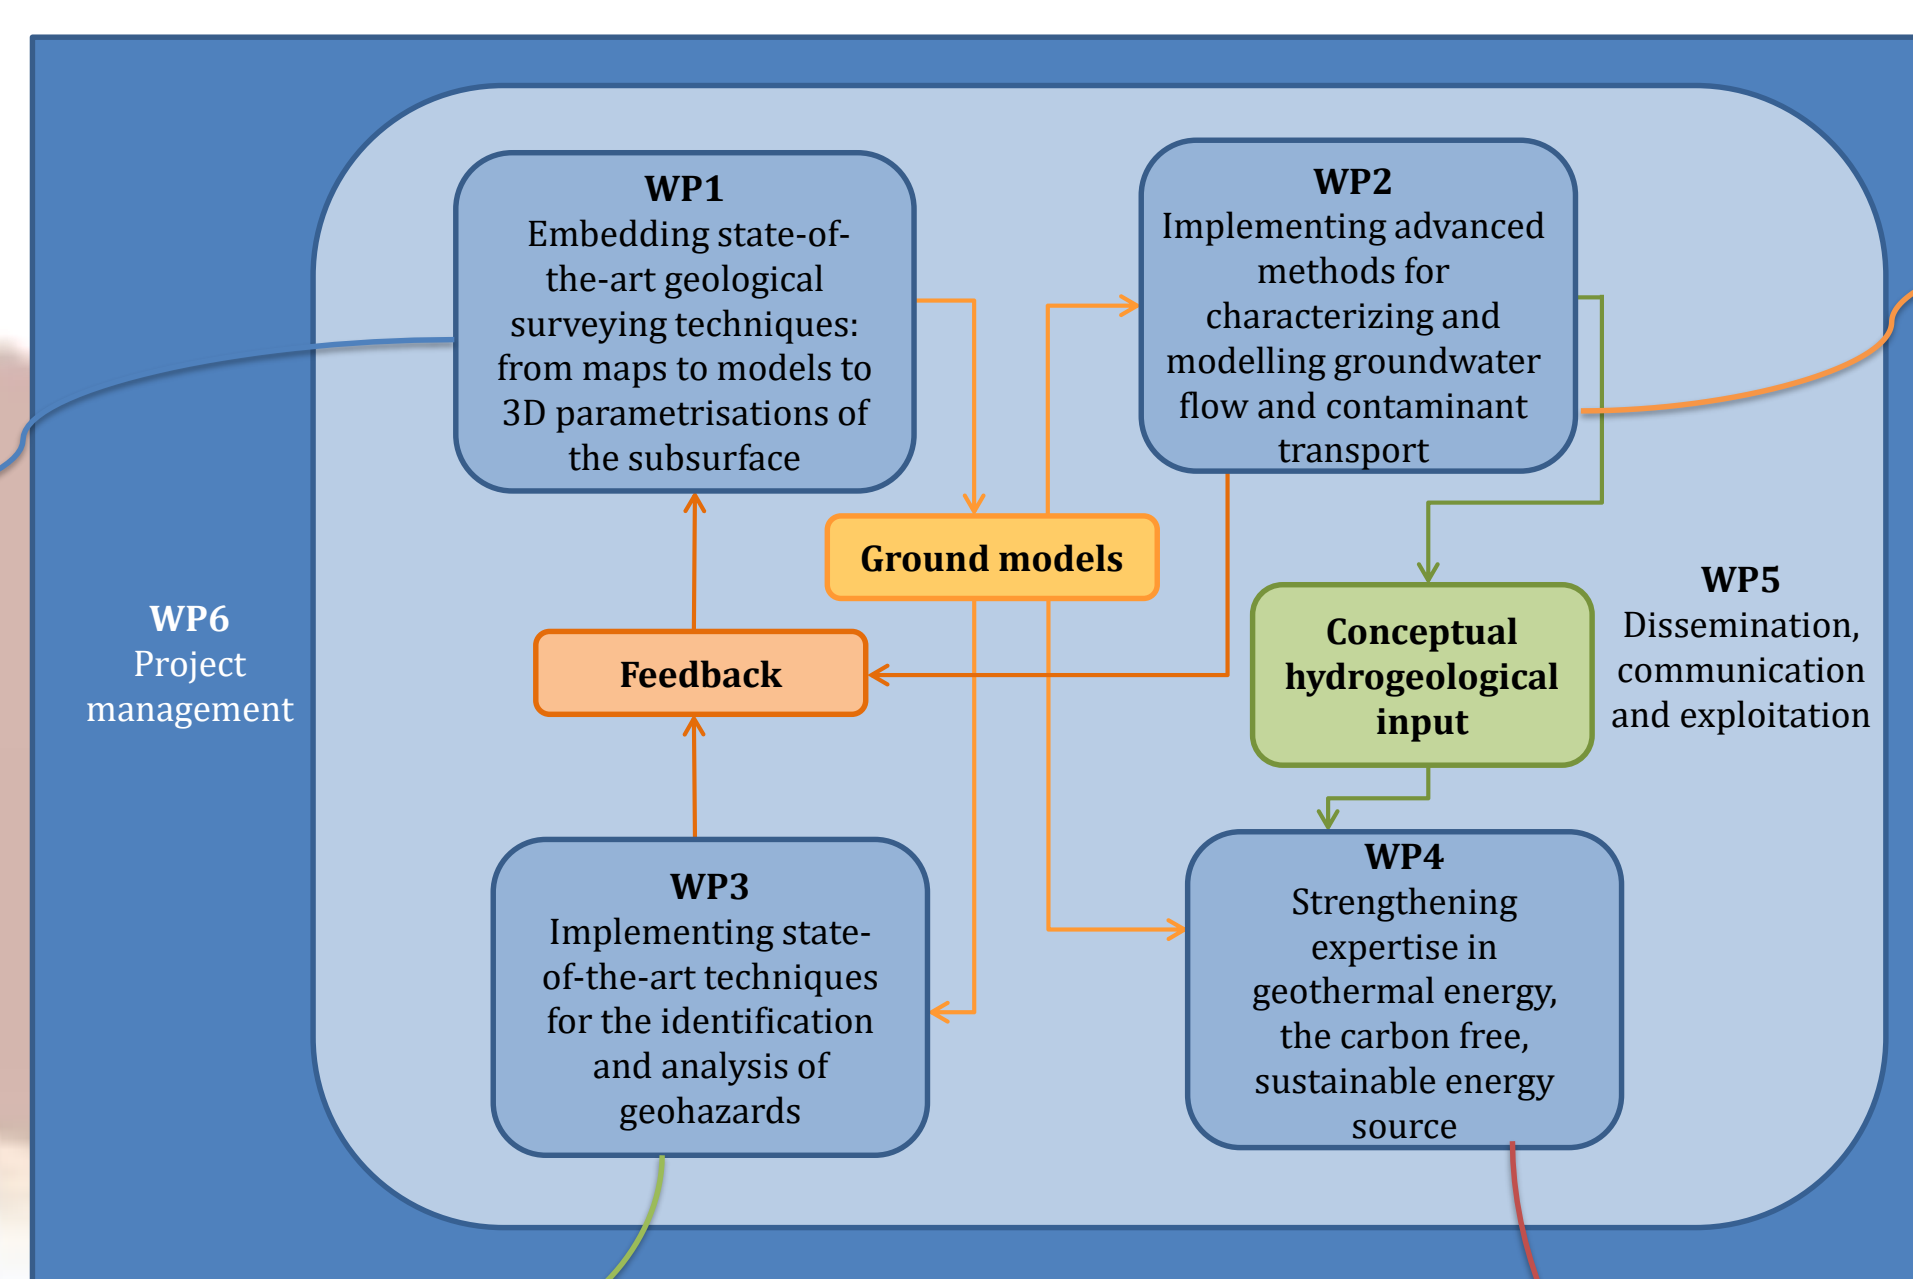 WP1
Embedding state-of-
the-art geological
surveying techniques:
from maps to models to
3D parametrisations of
the subsurface
WP2
Implementing advanced
methods for
characterizing and
modelling groundwater
flow and contaminant
transport
Ground models
Feedback
Conceptual
hydrogeological
input
WP5
Dissemination,
communication
and exploitation
WP6
Project
management
WP3
Implementing state-
of-the-art techniques
for the identification
and analysis of
geohazards
WP4
Strengthening
expertise in
geothermal energy,
the carbon free,
sustainable energy
source